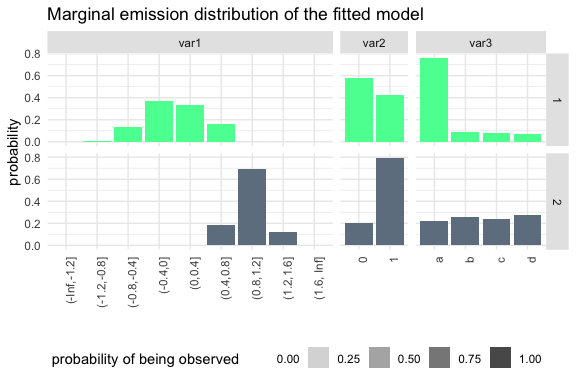 Marginal emission distribution of the fitted model
var1 var2 var3
probability
0.8
0.6
0.4
0.2
0.0
1
0.8
0.6
0.4
0.2
0.0
2
(-Inf,-1.2] (-1.2,-0.8] (-0.8,-0.4] (-0.4,0] (0,0.4] (0.4,0.8] (0.8,1.2] (1.2,1.6] (1.6, Inf] 0 1 a b c d
probability of being observed 0.00 0.25 0.50 0.75 1.00